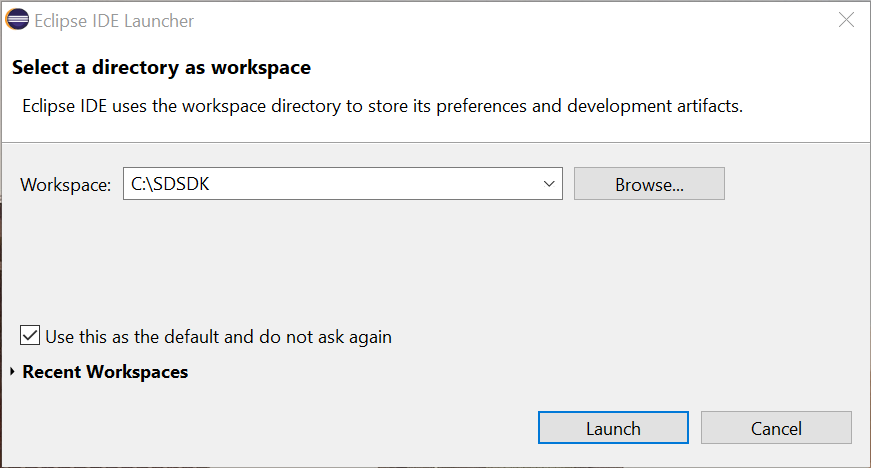 Eclipse IDE Launcher
Select a directory as workspace
Eclipse IDE uses the workspace directory to store its preferences and development artifacts.
Workspace: C:\SDSDK Browse...
Use this as the default and do not ask again
Recent Workspaces
Launch Cancel